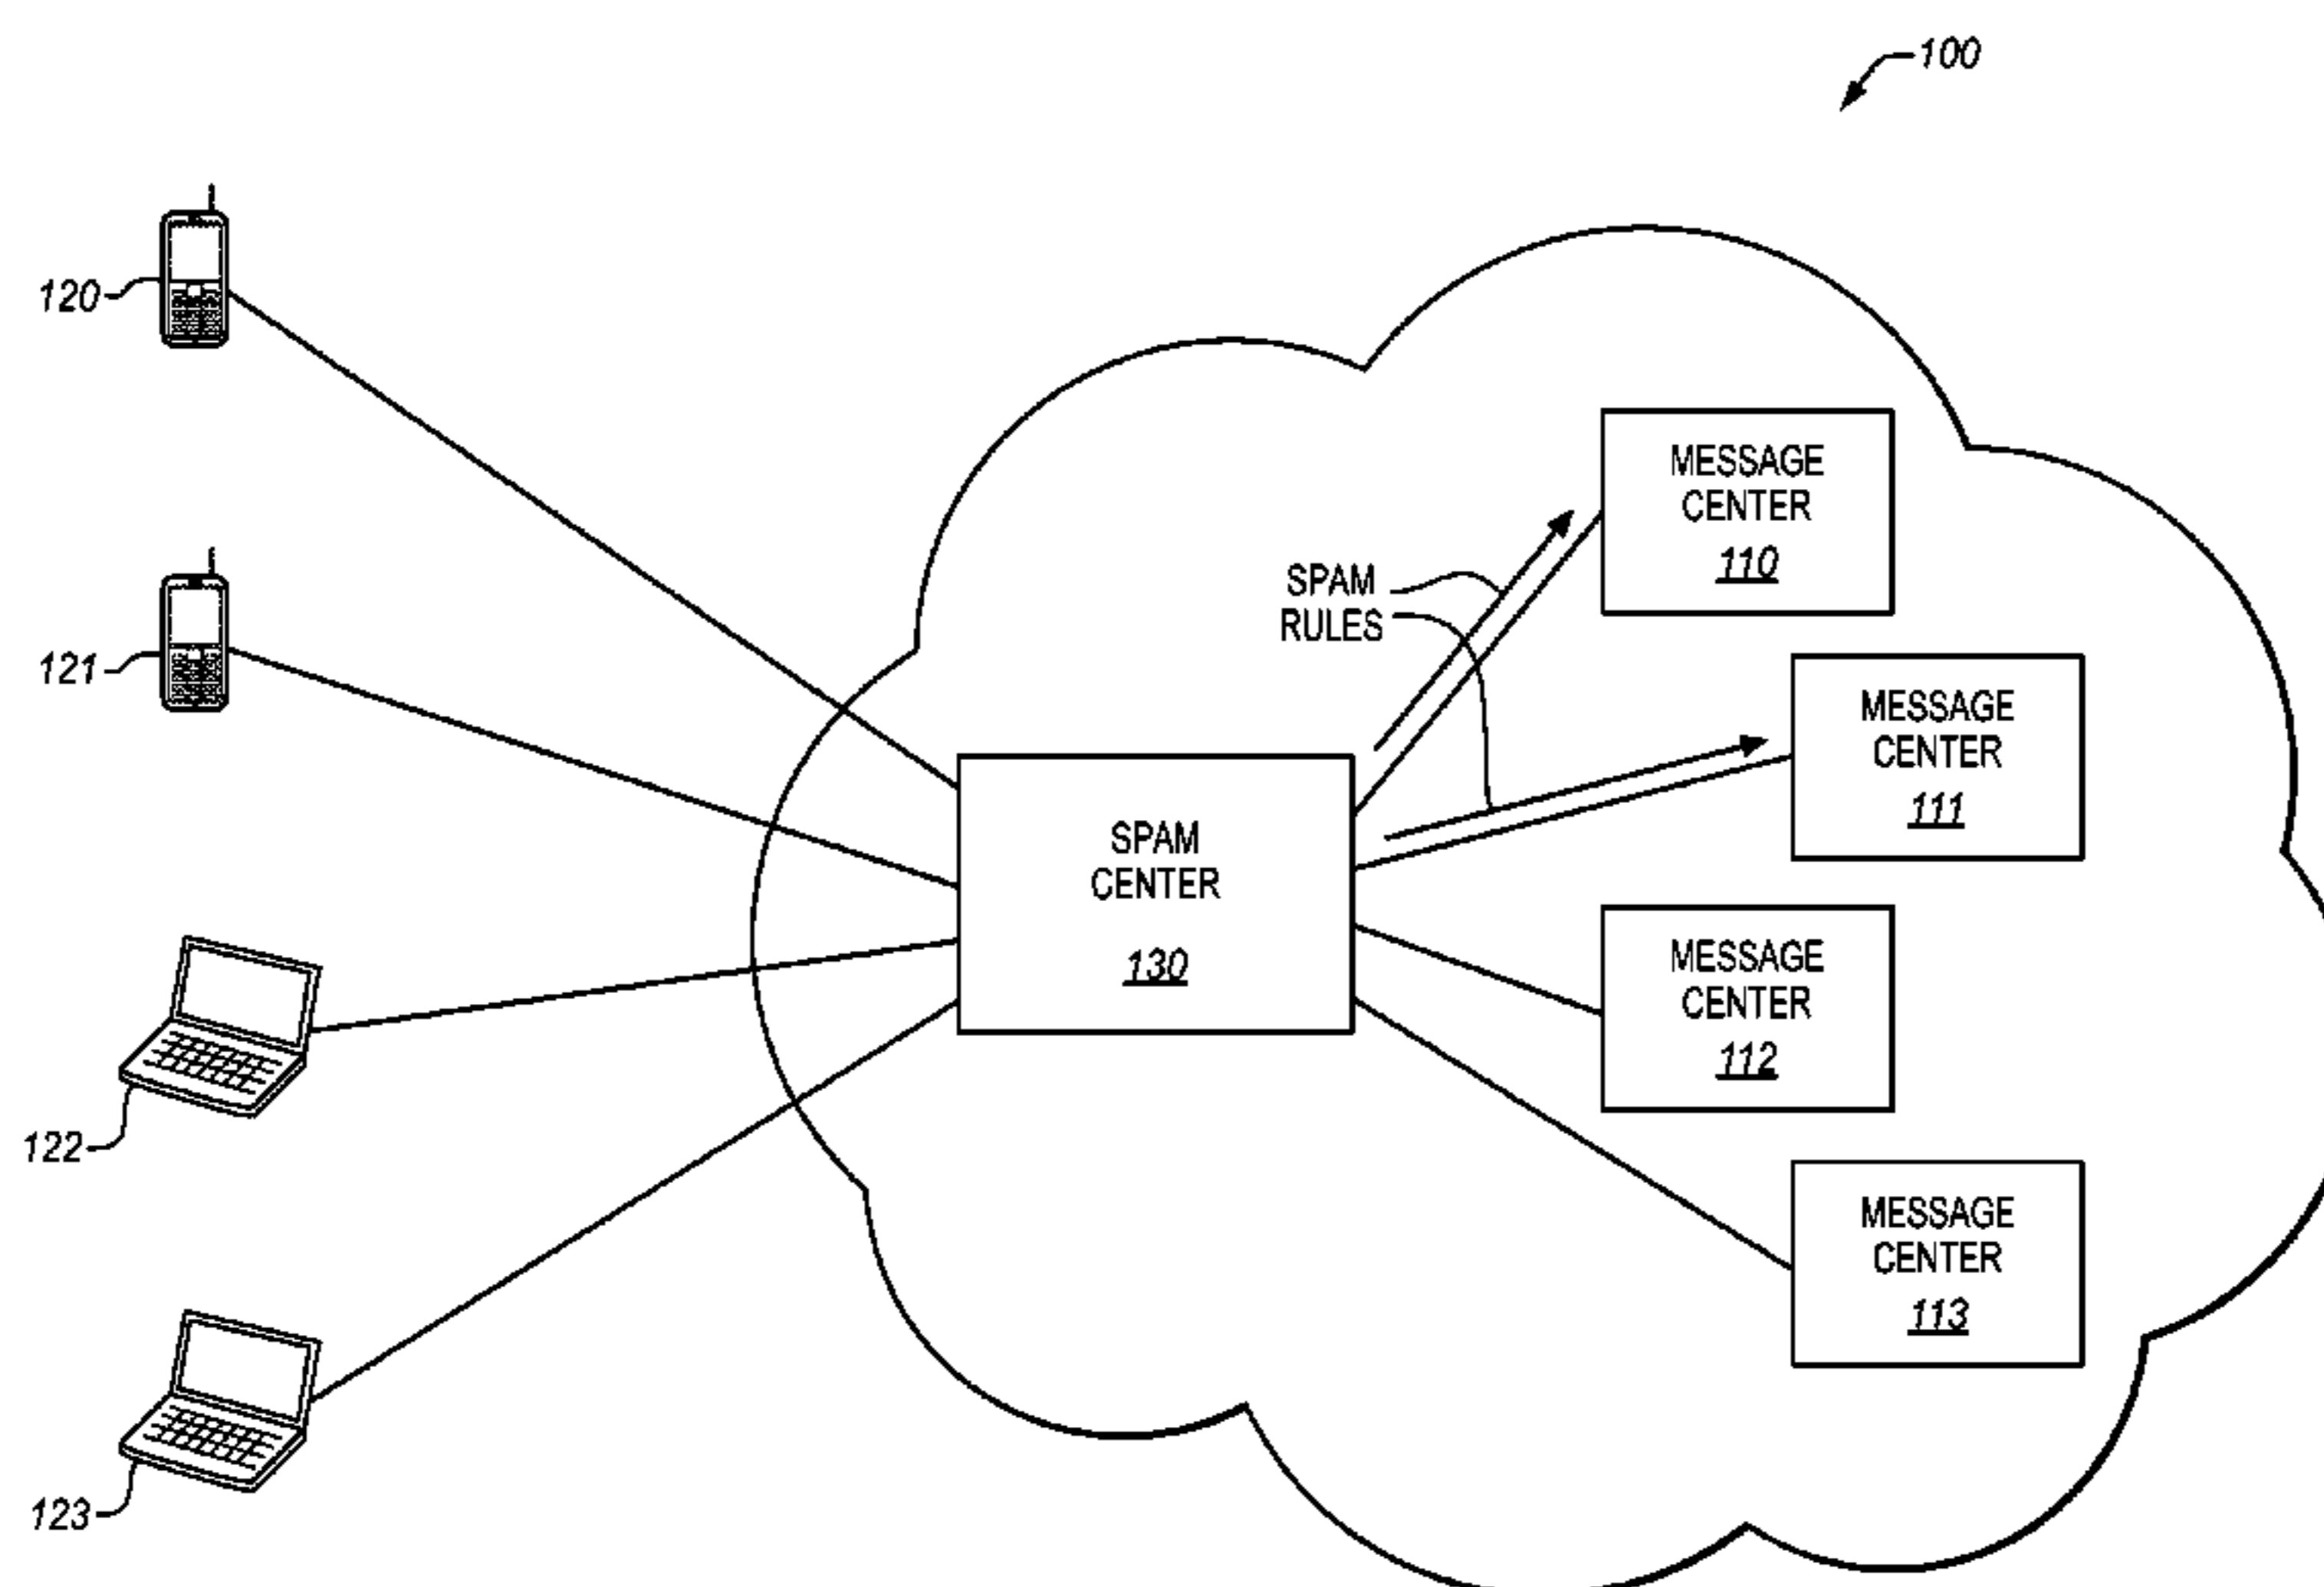 100
120
MESSAGE
CENTER
110
SPAM
RULES
121
MESSAGE
CENTER
111
SPAM
CENTER
130
MESSAGE
CENTER
112
122
MESSAGE
CENTER
113
123